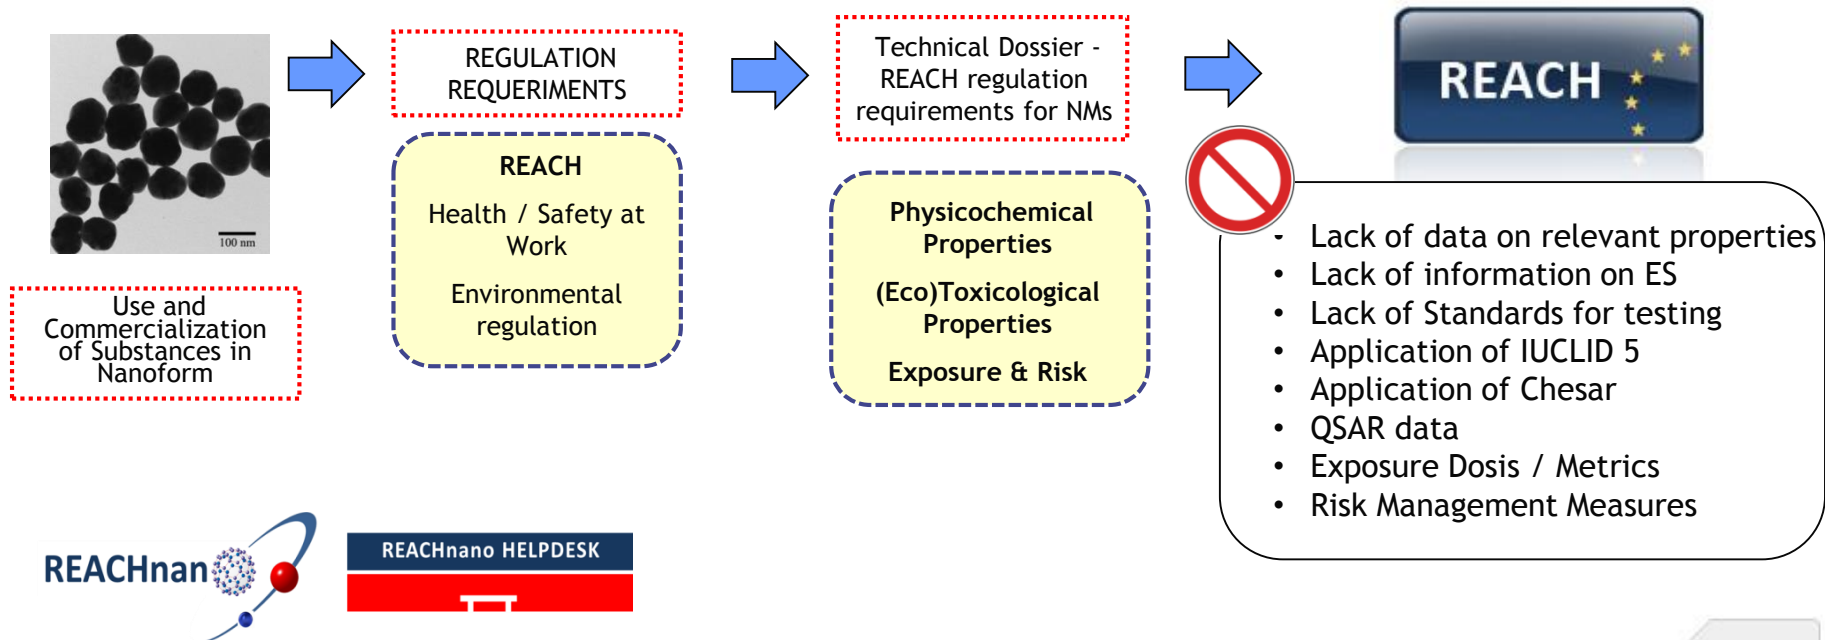 100 nm
Use and
Commercialization
of Substances in
Nanoform
REGULATION
REQUERIMENTS
REACH
Health / Safety at
Work
Environmental
regulation
Technical Dossier -
REACH regulation
requirements for NMs
Physicochemical
Properties
(Eco)Toxicological
Properties
Exposure & Risk
REACH
• Lack of data on relevant properties
• Lack of information on ES
• Lack of Standards for testing
• Application of IUCLID 5
• Application of Chesar
• QSAR data
• Exposure Dosis / Metrics
• Risk Management Measures
REACHnan
REACHnano HELPDESK